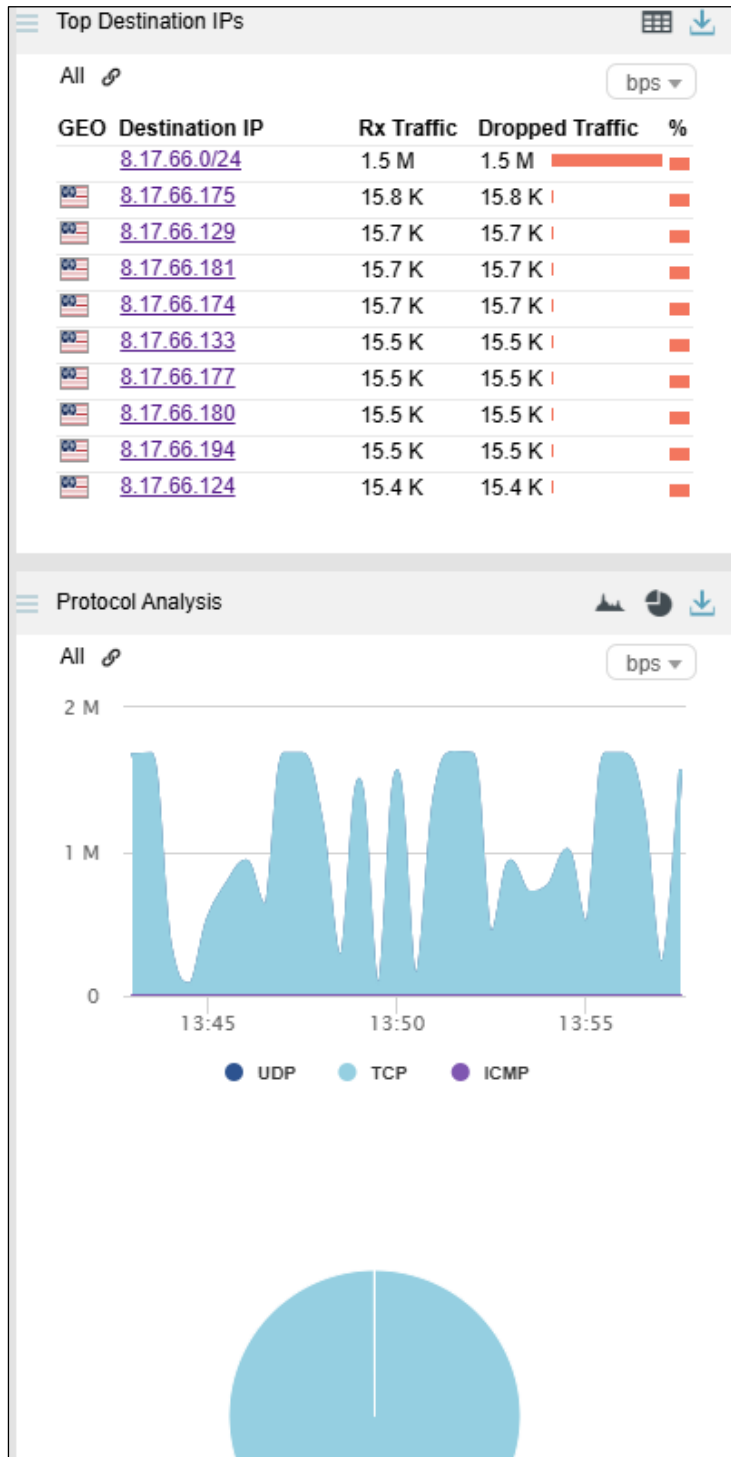 Top Destination IPs
All
bps
GEO Destination IP Rx Traffic Dropped Traffic %
8.17.66.0/24 1.5 M 1.5 M
8.17.66.175 15.8 K 15.8 K
8.17.66.129 15.7 K 15.7 K
8.17.66.181 15.7 K 15.7 K
8.17.66.174 15.7 K 15.7 K
8.17.66.133 15.5 K 15.5 K
8.17.66.177 15.5 K 15.5 K
8.17.66.180 15.5 K 15.5 K
8.17.66.194 15.5 K 15.5 K
8.17.66.124 15.4 K 15.4 K
Protocol Analysis
All
bps
2 M
1 M
0
13:45 13:50 13:55
UDP TCP ICMP